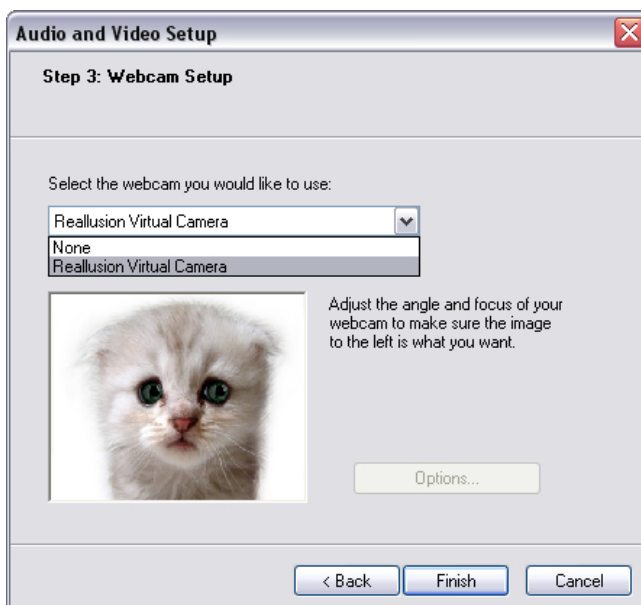 Audio and Video Setup
Step 3: Webcam Setup
Select the webcam you would like to use:
Reallusion Virtual Camera
None
Reallusion Virtual Camera
Adjust the angle and focus of your
webcam to make sure the image
to the left is what you want.
Options...
< Back
Finish
Cancel